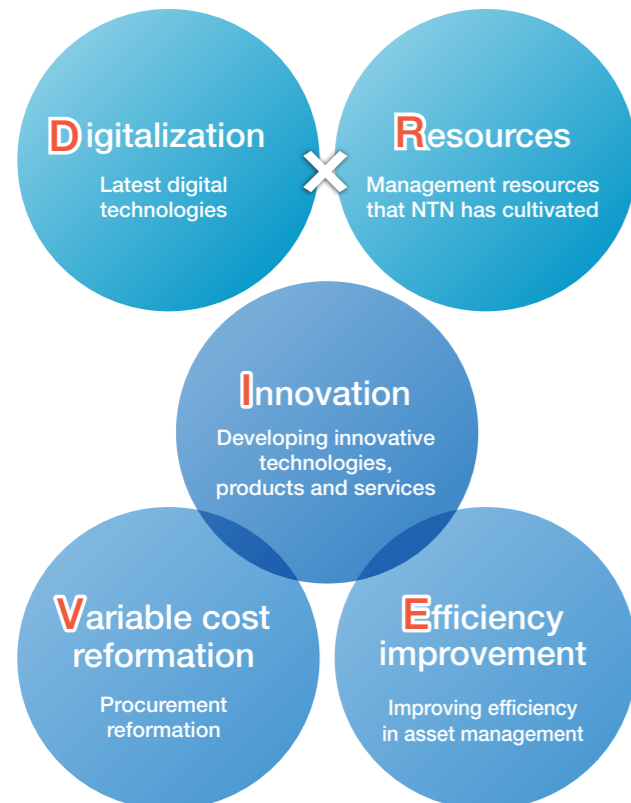 Digitalization
Latest digital
technologies
×
Resources
Management resources
that NTN has cultivated
Innovation
Developing innovative
technologies,
products and services
Variable cost
reformation
Procurement
reformation
Efficiency
improvement
Improving efficiency
in asset management